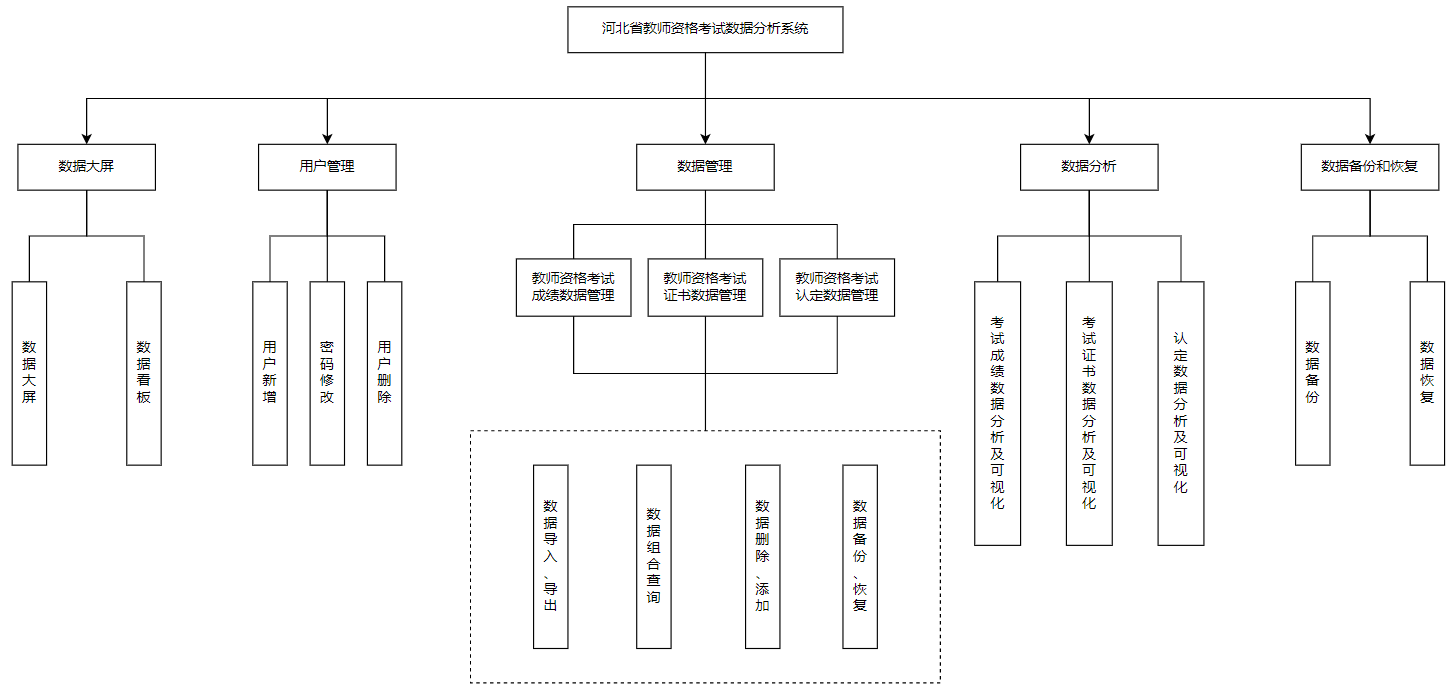 河北省教师资格考试数据分析系统
数据大屏
用户管理
数据管理
数据分析
数据备份和恢复
教师资格考试
成绩数据管理
教师资格考试
证书数据管理
教师资格考试
认定数据管理
数据大屏
数据看板
用户新增
密码修改
用户删除
考试成绩数据分析及可视化
考试证书数据分析及可视化
认定数据分析及可视化
数据备份
数据恢复
数据导入、导出
数据组合查询
数据删除、添加
数据备份、恢复